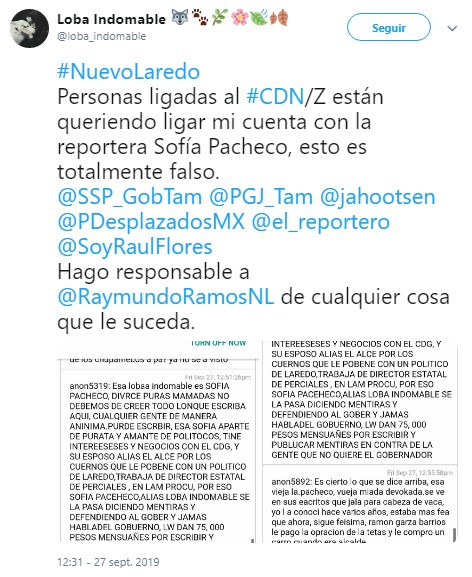 Loba Indomable
@loba_indomable
Seguir
#NuevoLaredo
Personas ligadas al #CDN/Z están
queriendo ligar mi cuenta con la
reportera Sofía Pacheco, esto es
totalmente falso.
@SSP_GobTam @PGJ_Tam @jahootsen
@PDesplazadosMX @el_reportero
@SoyRaulFlores
Hago responsable a
@RaymundoRamosNL de cualquier cosa
que le suceda.
TURN OFF NOW
de los chupamecos a pa? ya no se a visto
Fri Sep 27, 12:51:26pm
anon5319: Esa lobaa indomable es SOFIA
PACHECO, DIVRCE PURAS MAMADAS NO
DEBEMOS DE CREER TODO LONQUE ESCRIBA
AQUI, CUALQUIER GENTE DE MANERA
ANINIMA.PURDE ESCRBIR, ESA SOFIA APARTE
DE PURATA Y AMANTE DE POLITOCOS, TINE
INTEREESESES Y NEGOCIOS CON EL CDG, Y
SU ESPOSO ALIAS EL ALCE POR LOS
CUERNOS QUE LE POBENE CON UN POLITICO
DE LAREDO,TRABAJA DE DIRECTOR ESTATAL
DE PERCIALES , EN LAM PROCU, POR ESO
SOFIA PACHECO,ALIAS LOBA INDOMABLE SE
LA PASA DICIENDO MENTIRAS Y
DEFENDIENDO AL GOBER Y JAMAS
HABLADEL GOBUERNO, LW DAN 75, 000
PESOS MENSUAÑES POR ESCRIBIR Y
INTEREESESES Y NEGOCIOS CON EL CDG, Y
SU ESPOSO ALIAS EL ALCE POR LOS
CUERNOS QUE LE POBENE CON UN POLITICO
DE LAREDO,TRABAJA DE DIRECTOR ESTATAL
DE PERCIALES , EN LAM PROCU, POR ESO
SOFIA PACHECO,ALIAS LOBA INDOMABLE SE
LA PASA DICIENDO MENTIRAS Y
DEFENDIENDO AL GOBER Y JAMAS
HABLADEL GOBUERNO, LW DAN 75, 000
PESOS MENSUAÑES POR ESCRIBIR Y
PUBLICAR MENTIRAS EN CONTRA DE LA
GENTE QUE NO QUIERE EL GOBERNADOR
Fri Sep 27, 12:55:58pm
anon5892: Es cierto lo que se dice arriba, esa
vieja la.pacheco, vueja miada devokada.se ve
en sus eacritos que jala para cabeza de vaca,
yo l a conoci hace varios años, estaba mas fea
que ahora, sigue feisima, ramon garza barrios
le pago la opracion de la tetas y le compro un
carro cuando era alcalde
12:31 - 27 sept. 2019